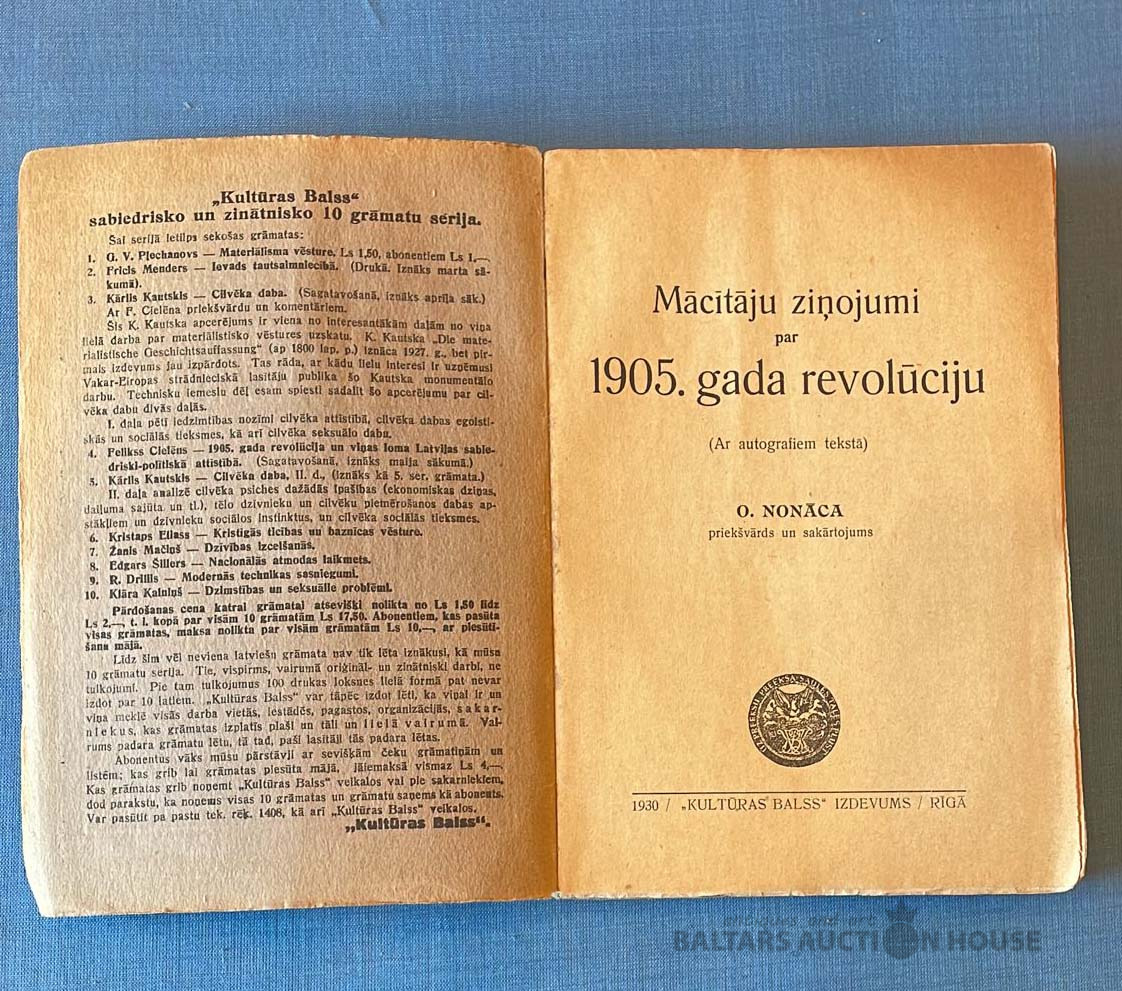 „Kultūras Balss“
sabiedrisko un zinātnisko 10 grāmatu serija.
Šai serijā ietilps sekošas grāmatas:
1. G. V. Pļechanovs — Materiālisma vēsture. Ls 1,50, abonentiem Ls 1,—.
2. Fricis Menders — Ievads tautsaimniecībā. (Drukā. Iznāks marta sā-
kumā).
3. Kārlis Kautskis — Cilvēka daba. (Sagatavošanā, iznāks aprīļa sāk.)
Ar F. Cielēna priekšvārdu un komentāriem.
Šis K. Kautska apcerējums ir viena no interesantākām daļām no viņa
lielā darba par materiālistisko vēstures uzskatu. K. Kautska „Die mate-
rialistische Geschichtsauffassung“ (ap 1800 lap. p.) iznāca 1927. g., bet pir-
mais izdevums jau izpārdots. Tas rāda, ar kādu lielu interesi ir uzņēmusi
Vakar-Eiropas strādnieciskā lasītāju publika šo Kautska monumentālo
darbu. Technisku iemeslu dēļ esam spiesti sadalīt šo apcerējumu par cil-
vēka dabu divās daļās.
I. daļa pētī iedzimtības nozīmi cilvēka attīstībā, cilvēka dabas egoisti-
skās un sociālās tieksmes, kā arī cilvēka seksuālo dabu.
4. Felikss Cielēns — 1905. gada revolūcija un viņas loma Latvijas sabie-
driski-politiskā attīstībā. (Sagatavošanā, iznāks maija sākumā.)
5. Kārlis Kautskis — Cilvēka daba, II. d., (iznāks kā 5. ser. grāmata.)
II. daļa analizē cilvēka psiches dažādās īpašības (ekonomiskas dziņas,
daiļuma sajūta un tl.), tēlo dzīvnieku un cilvēku piemērošanos dabas ap-
stākļiem un dzīvnieku sociālos instinktus, un cilvēka sociālās tieksmes.
6. Kristaps Eliass — Kristīgās ticības un baznīcas vēsture.
7. Žanis Mačiņš — Dzīvības izcelšanās.
8. Edgars Šillers — Nacionālās atmodas laikmets.
9. R. Drillis — Modernās technikas sasniegumi.
10. Klāra Kalniņš — Dzimstības un seksuālie problēmi.
Pārdošanas cena katrai grāmatai atsevišķi nolikta no Ls 1,50 līdz
Ls 2,—, t. i. kopā par visām 10 grāmatām Ls 17,50. Abonentiem, kas pasūta
visas grāmatas, maksa nolikta par visām grāmatām Ls 10,—, ar piesūtī-
šanu mājā.
Līdz šim vēl neviena latviešu grāmata nav tik lēta iznākusi, kā mūsu
10 grāmatu serija. Tie, vispirms, vairumā oriģināl- un zinātniski darbi, ne
tulkojumi. Pie tam tulkojumus 100 drukas loksnes lielā formā pat nevar
izdot par 10 latiem. „Kultūras Balss“ var tāpēc izdot lēti, ka viņai ir un
viņa meklē visās darba vietās, iestādēs, pagastos, organizācijās, sakar-
niekus, kas grāmatas izplatīs plaši un tāli un lielā vairumā. Vai-
rums padara grāmatu lētu, tā tad, paši lasītāji tās padara lētas.
Abonentus vāks mūsu pārstāvji ar sevišķām čeku grāmatiņām un
listēm; kas grib lai grāmatas piesūta mājā, jāiemaksā vismaz Ls 4,—.
Kas grāmatas grib noņemt „Kultūras Balss“ veikalos vai pie sakarniekiem,
dod parakstu, ka noņems visas 10 grāmatas un grāmatu saņems kā abonents.
Var pasūtīt pa pastu tek. rēķ. 1408, kā arī „Kultūras Balss“ veikalos.
„Kultūras Balss“.
Mācītāju ziņojumi
par
1905. gada revolūciju
(Ar autografiem tekstā)
O. NONĀCA
priekšvārds un sakārtojums
1930 / „KULTŪRAS BALSS“ IZDEVUMS / RĪGĀ
antiques and art
BALTARS AUCTION HOUSE